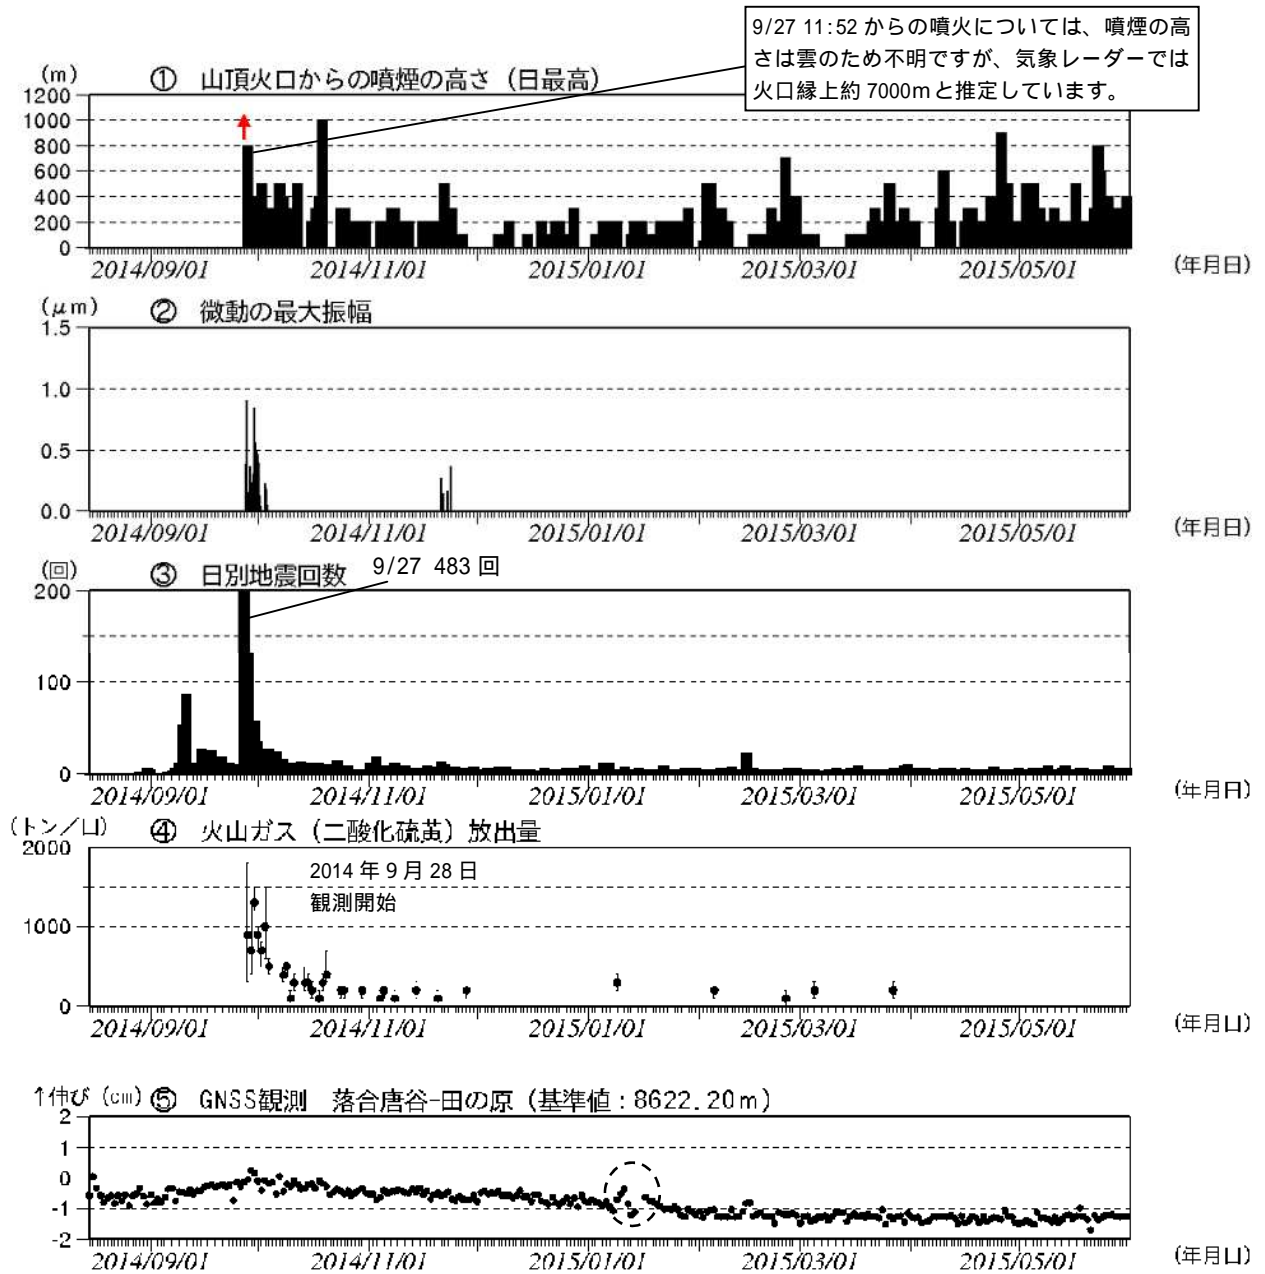 9/27 11:52 からの噴火については、噴煙の高
さは雲のため不明ですが、気象レーダーでは
火口縁上約 7000mと推定しています。
(m) ① 山頂火口からの噴煙の高さ（日最高）
1200
1000
800
600
400
200
0
2014/09/01 2014/11/01 2015/01/01 2015/03/01 2015/05/01 (年月日)
(μm) ② 微動の最大振幅
1.5
1.0
0.5
0.0
2014/09/01 2014/11/01 2015/01/01 2015/03/01 2015/05/01 (年月日)
(回) ③ 日別地震回数 9/27 483 回
200
100
0
2014/09/01 2014/11/01 2015/01/01 2015/03/01 2015/05/01 (年月日)
(トン／日) ④ 火山ガス（二酸化硫黄）放出量
2000
2014 年 9 月 28 日
観測開始
1000
0
2014/09/01 2014/11/01 2015/01/01 2015/03/01 2015/05/01 (年月日)
↑伸び (cm) ⑤ GNSS観測 落合唐谷-田の原（基準値：8622.20m）
2
1
0
-1
-2
2014/09/01 2014/11/01 2015/01/01 2015/03/01 2015/05/01 (年月日)